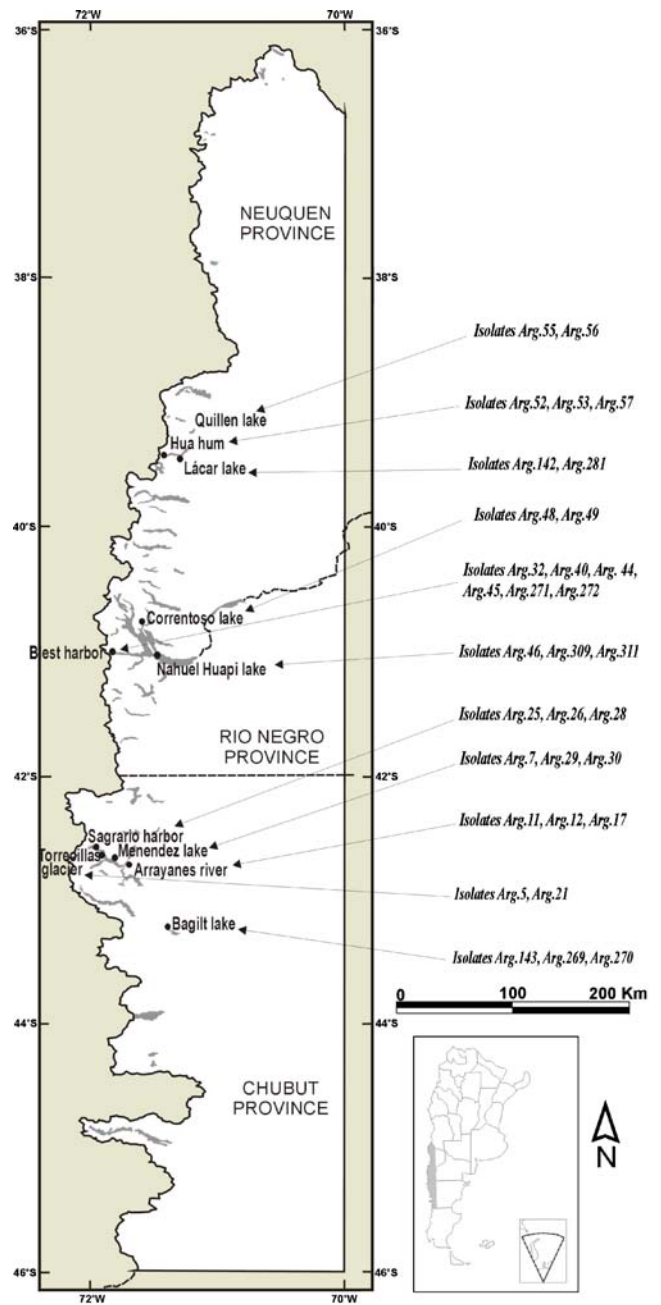 72°W
70°W
36°S
36°S
NEUQUEN
PROVINCE
38°S
38°S
Isolates Arg.55, Arg.56
Quillen lake
Isolates Arg.52, Arg.53, Arg.57
Hua hum
Lácar lake
Isolates Arg.142, Arg.281
40°S
40°S
Isolates Arg.48, Arg.49
Isolates Arg.32, Arg.40, Arg. 44,
Arg.45, Arg.271, Arg.272
Correntoso lake
Blest harbor
Nahuel Huapi lake
Isolates Arg.46, Arg.309, Arg.311
Isolates Arg.25, Arg.26, Arg.28
RIO NEGRO
PROVINCE
Isolates Arg.7, Arg.29, Arg.30
42°S
42°S
Isolates Arg.11, Arg.12, Arg.17
Sagrario harbor
Torrecillas
glacier
Menendez lake
Arrayanes river
Isolates Arg.5, Arg.21
Bagilt lake
Isolates Arg.143, Arg.269, Arg.270
0 100 200 Km
44°S
44°S
CHUBUT
PROVINCE
N
46°S
46°S
72°W
70°W